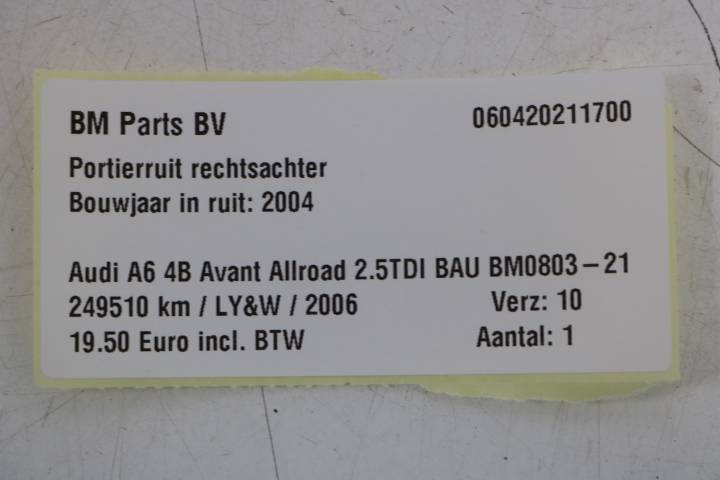 BM Parts BV 060420211700
Portierruit rechtsachter
Bouwjaar in ruit: 2004
Audi A6 4B Avant Allroad 2.5TDI BAU BM0803-21
249510 km / LY&W / 2006 Verz: 10
19.50 Euro incl. BTW Aantal: 1